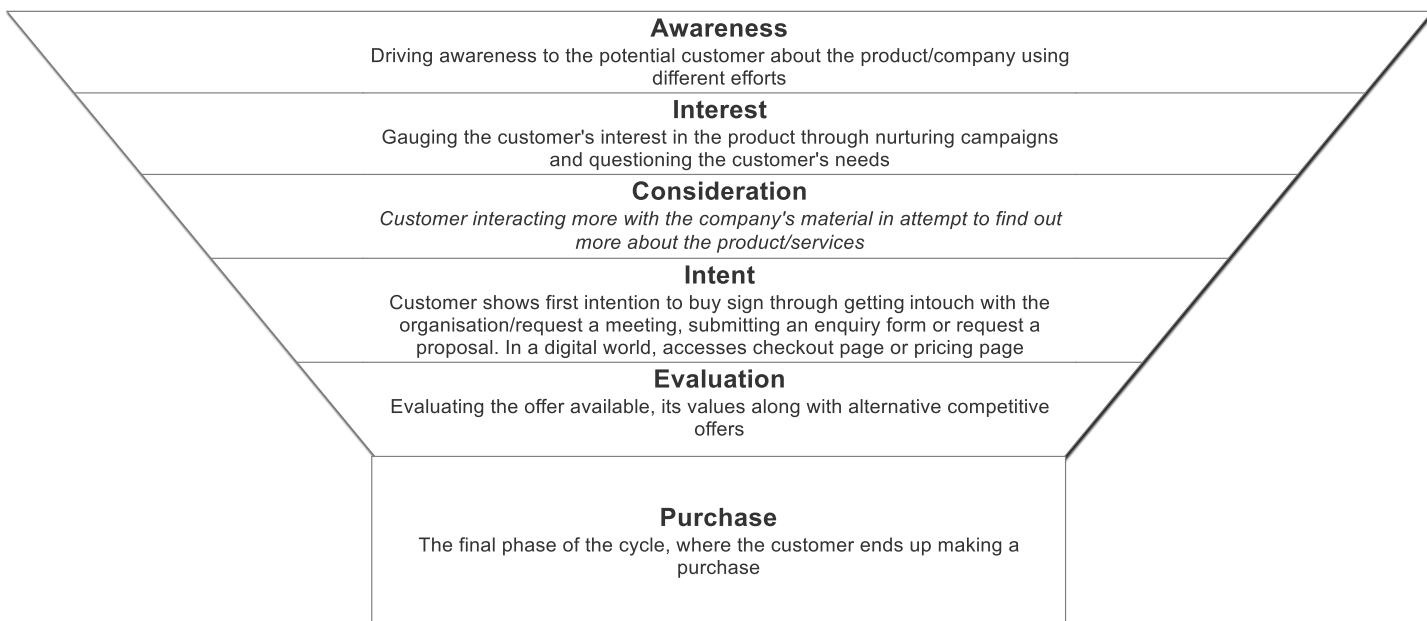 Awareness
Driving awareness to the potential customer about the product/company using
different efforts
Interest
Gauging the customer's interest in the product through nurturing campaigns
and questioning the customer's needs
Consideration
Customer interacting more with the company's material in attempt to find out
more about the product/services
Intent
Customer shows first intention to buy sign through getting intouch with the
organisation/request a meeting, submitting an enquiry form or request a
proposal. In a digital world, accesses checkout page or pricing page
Evaluation
Evaluating the offer available, its values along with alternative competitive
offers
Purchase
The final phase of the cycle, where the customer ends up making a
purchase